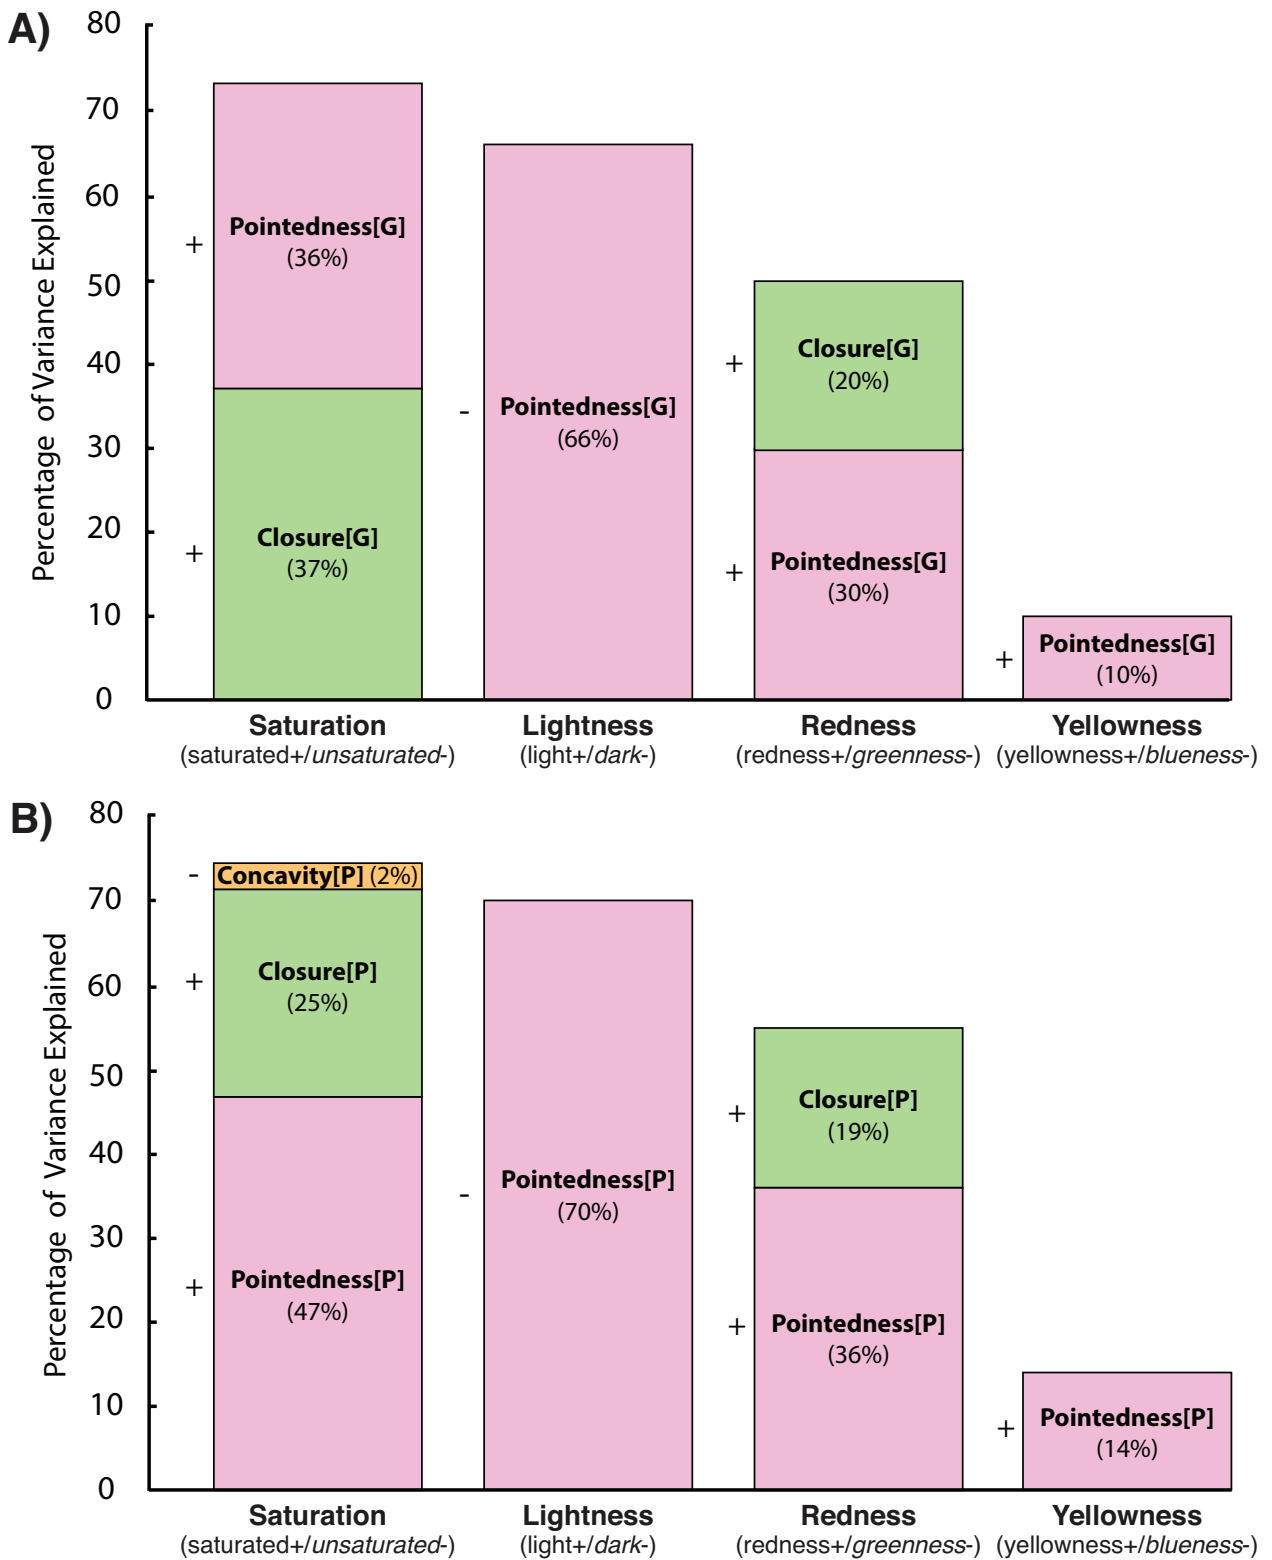 A)
Percentage of Variance Explained
80
70
60
50
40
30
20
10
0
+
Pointedness[G]
(36%)
+
Closure[G]
(37%)
-
Pointedness[G]
(66%)
+
Closure[G]
(20%)
+
Pointedness[G]
(30%)
+
Pointedness[G]
(10%)
Saturation
(saturated+/unsaturated-)
Lightness
(light+/dark-)
Redness
(redness+/greenness-)
Yellowness
(yellowness+/blueness-)
B)
Percentage of Variance Explained
80
70
60
50
40
30
20
10
0
-
Concavity[P] (2%)
+
Closure[P]
(25%)
+
Pointedness[P]
(47%)
-
Pointedness[P]
(70%)
+
Closure[P]
(19%)
+
Pointedness[P]
(36%)
+
Pointedness[P]
(14%)
Saturation
(saturated+/unsaturated-)
Lightness
(light+/dark-)
Redness
(redness+/greenness-)
Yellowness
(yellowness+/blueness-)